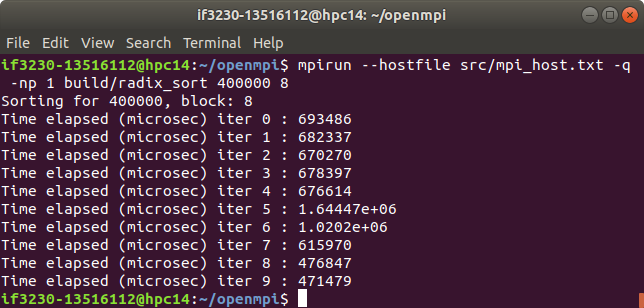 if3230-13516112@hpc14: ~/openmpi
File Edit View Search Terminal Help
if3230-13516112@hpc14:~/openmpi$ mpirun --hostfile src/mpi_host.txt -q
 -np 1 build/radix_sort 400000 8
Sorting for 400000, block: 8
Time elapsed (microsec) iter 0 : 693486
Time elapsed (microsec) iter 1 : 682337
Time elapsed (microsec) iter 2 : 670270
Time elapsed (microsec) iter 3 : 678397
Time elapsed (microsec) iter 4 : 676614
Time elapsed (microsec) iter 5 : 1.64447e+06
Time elapsed (microsec) iter 6 : 1.0202e+06
Time elapsed (microsec) iter 7 : 615970
Time elapsed (microsec) iter 8 : 476847
Time elapsed (microsec) iter 9 : 471479
if3230-13516112@hpc14:~/openmpi$